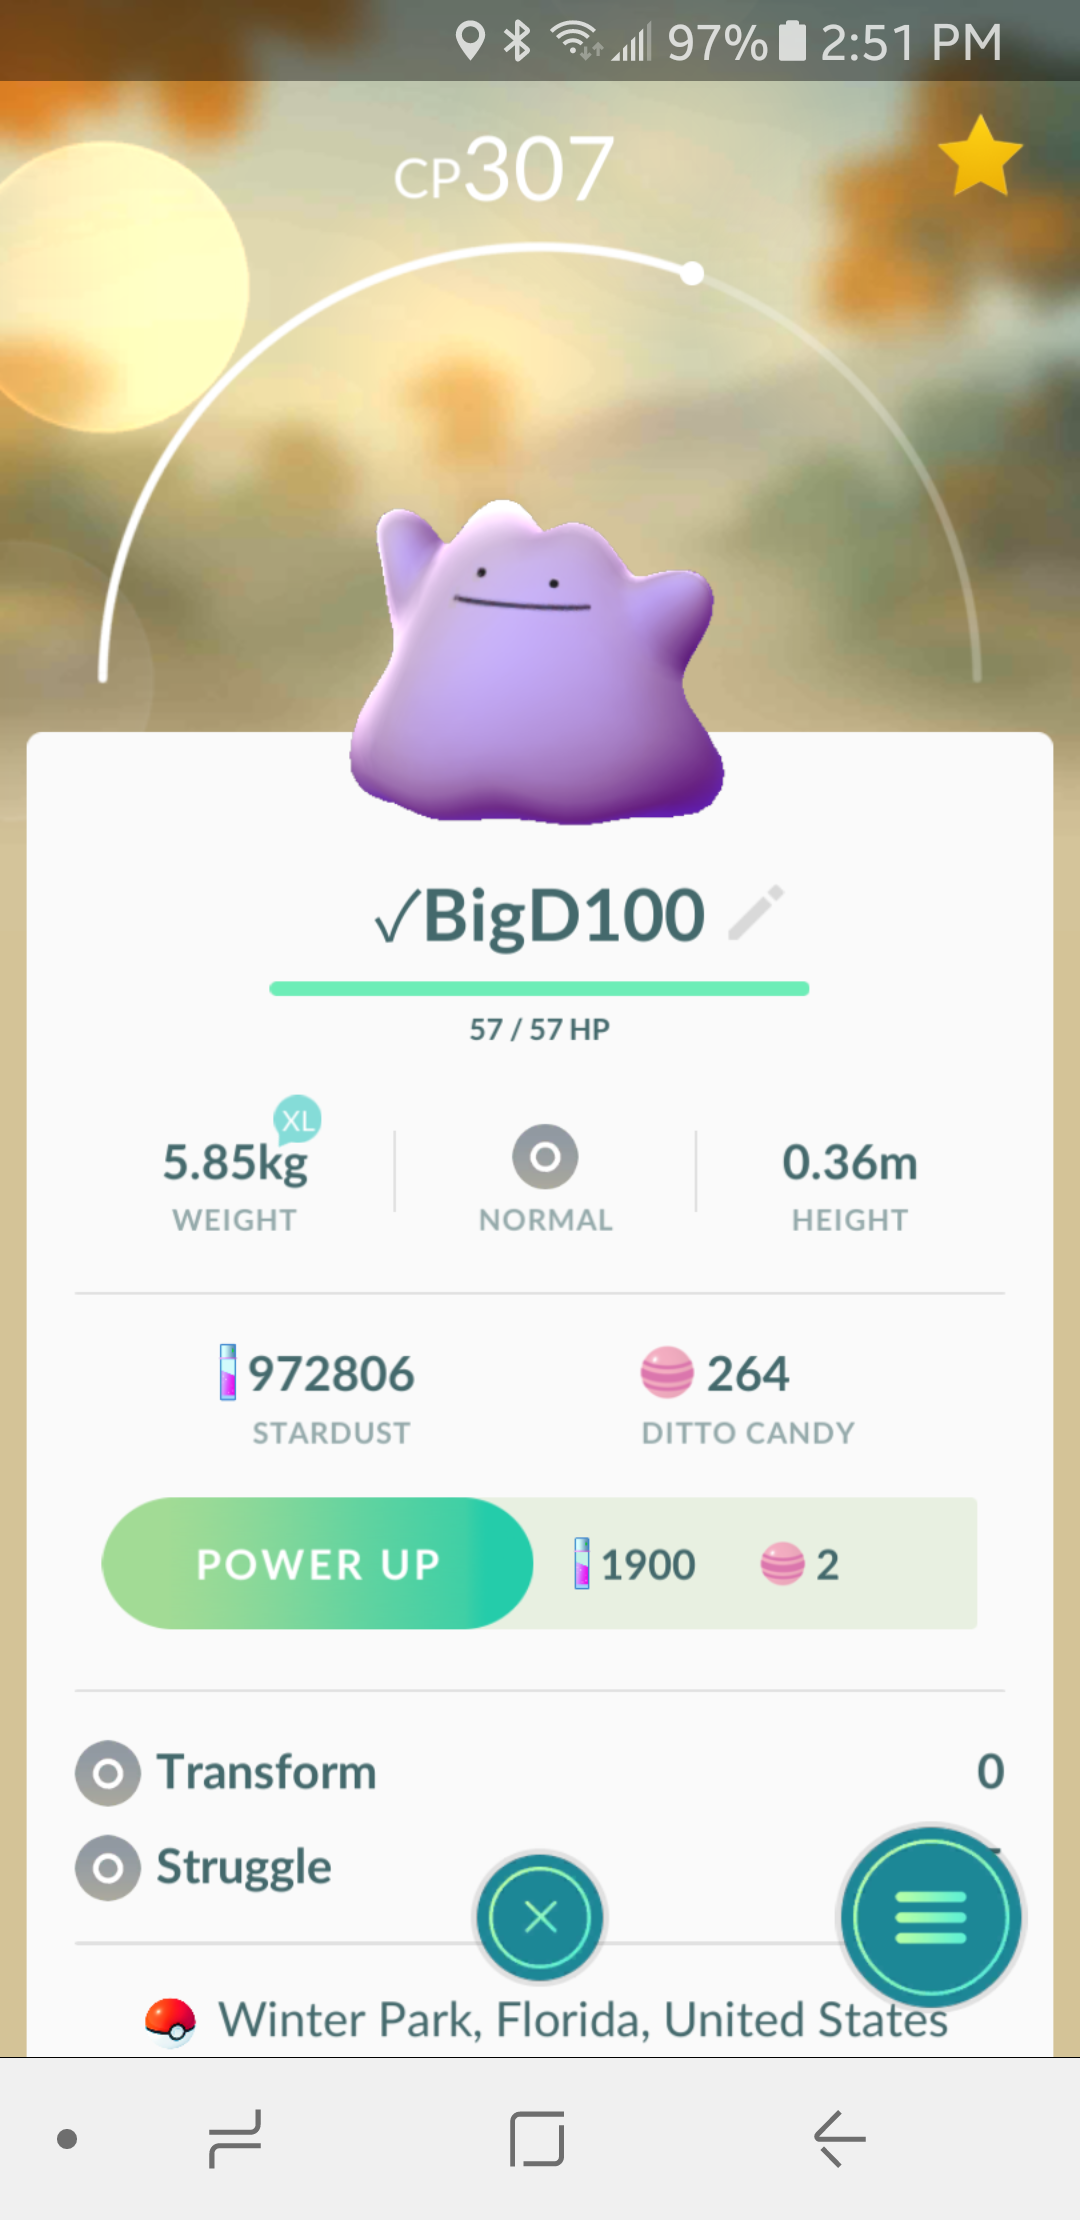 97% 2:51 PM
CP307
✓BigD100
57 / 57 HP
XL
5.85kg
0.36m
WEIGHT
NORMAL
HEIGHT
972806
264
STARDUST
DITTO CANDY
POWER UP
1900
2
Transform
0
Struggle
Winter Park, Florida, United States